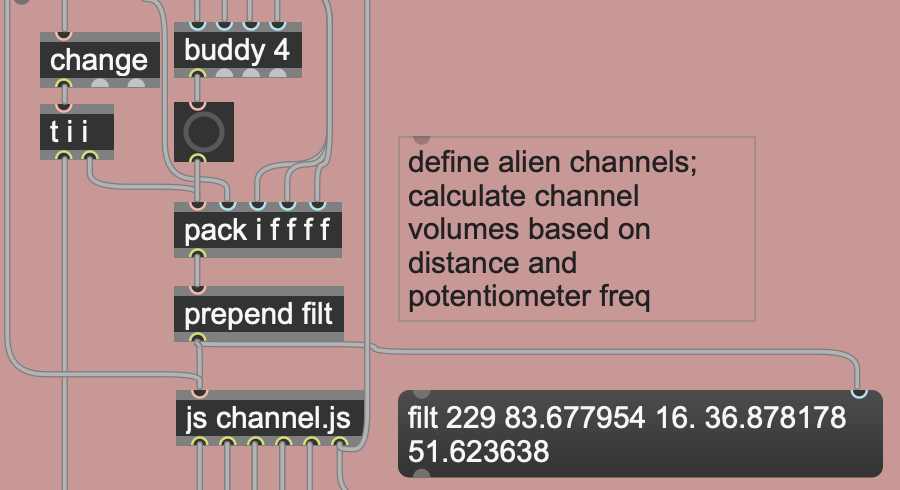 buddy 4
change
t i i
define alien channels;
calculate channel
volumes based on
distance and
potentiometer freq
pack i f f f f
prepend filt
js channel.js
filt 229 83.677954 16. 36.878178
51.623638